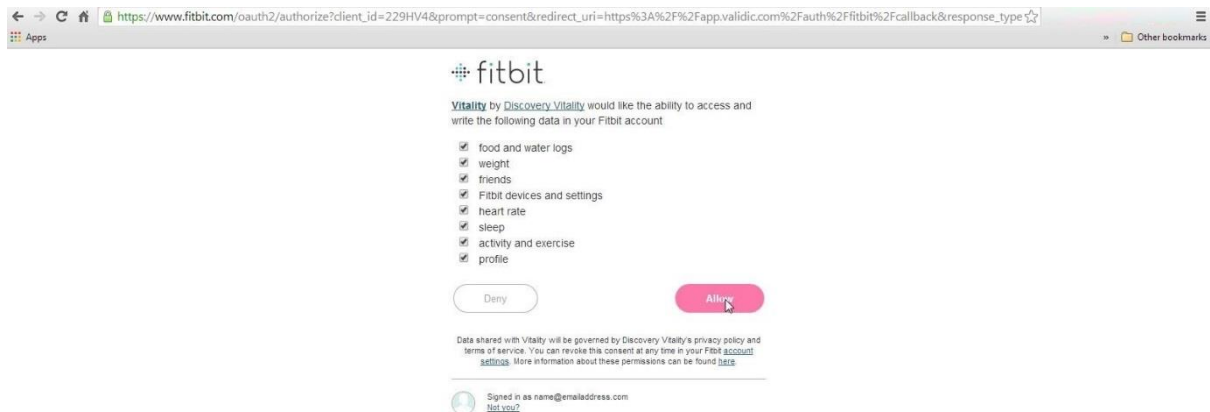 https://www.fitbit.com/oauth2/authorize?client_id=229HV4&prompt=consent&redirect_uri=https%3A%2F%2Fapp.validic.com%2Fauth%2Ffitbit%2Fcallback&response_type
Apps
» Other bookmarks
fitbit
Vitality by Discovery Vitality would like the ability to access and
write the following data in your Fitbit account
food and water logs
weight
friends
Fitbit devices and settings
heart rate
sleep
activity and exercise
profile
Deny
Allow
Data shared with Vitality will be governed by Discovery Vitality's privacy policy and
terms of service. You can revoke this consent at any time in your Fitbit account
settings. More information about these permissions can be found here.
Signed in as name@emailaddress.com
Not you?